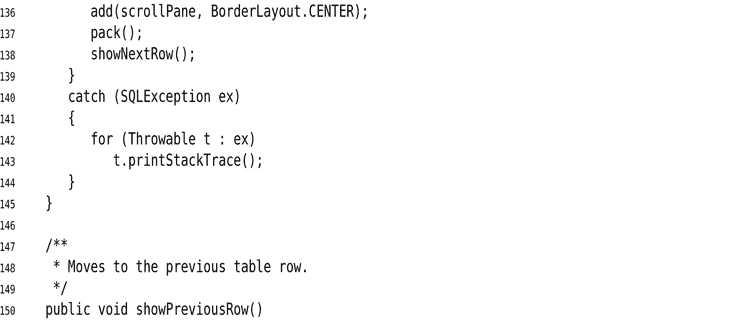 136          add(scrollPane, BorderLayout.CENTER);
137          pack();
138          showNextRow();
139       }
140       catch (SQLException ex)
141       {
142          for (Throwable t : ex)
143             t.printStackTrace();
144       }
145    }
146
147    /**
148     * Moves to the previous table row.
149     */
150    public void showPreviousRow()